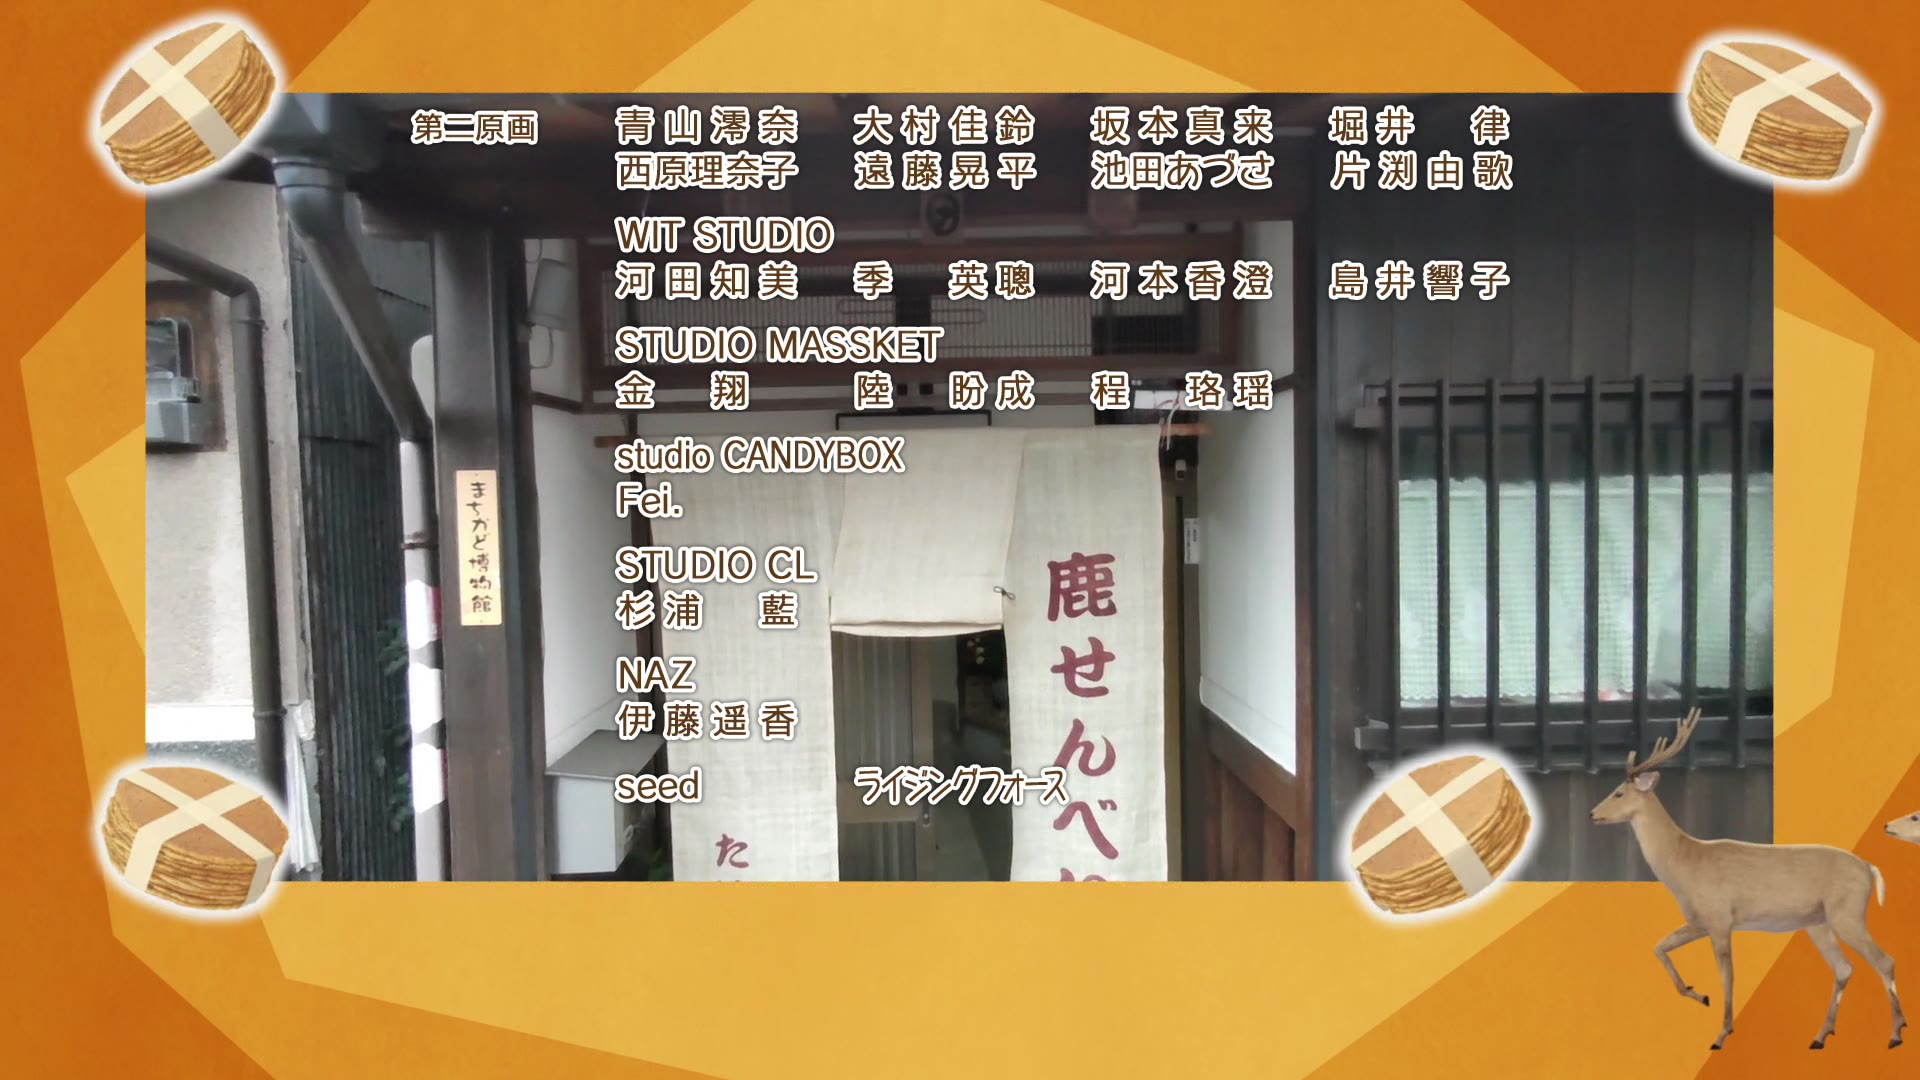 第二原画 青山澪奈 大村佳鈴 坂本真来 堀井 律
西原理奈子 遠藤晃平 池田あづさ 片渕由歌
WIT STUDIO
河田知美 季 英聰 河本香澄 島井響子
STUDIO MASSKET
金 翔 陸 盼成 程 珞瑶
studio CANDYBOX
Fei.
STUDIO CL
杉浦 藍
NAZ
伊藤遥香
seed ライジングフォース
まちかど博物館
鹿せんべい
た